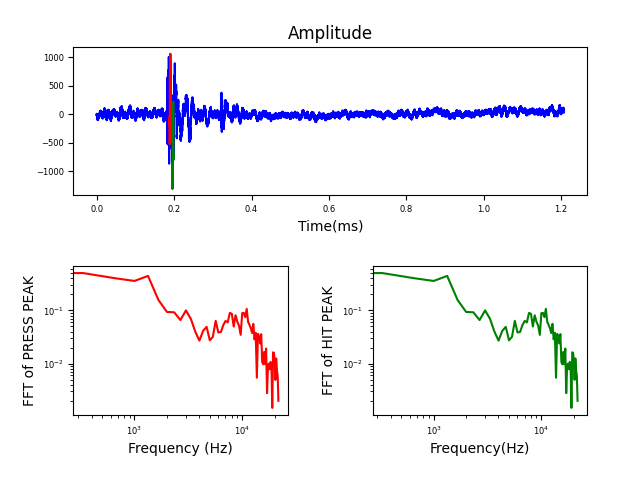 Amplitude
1000
500
0
−500
−1000
0.0 0.2 0.4 0.6 0.8 1.0 1.2
Time(ms)
FFT of PRESS PEAK
10⁻¹
10⁻²
10³ 10⁴
Frequency (Hz)
FFT of HIT PEAK
10⁻¹
10⁻²
10³ 10⁴
Frequency(Hz)